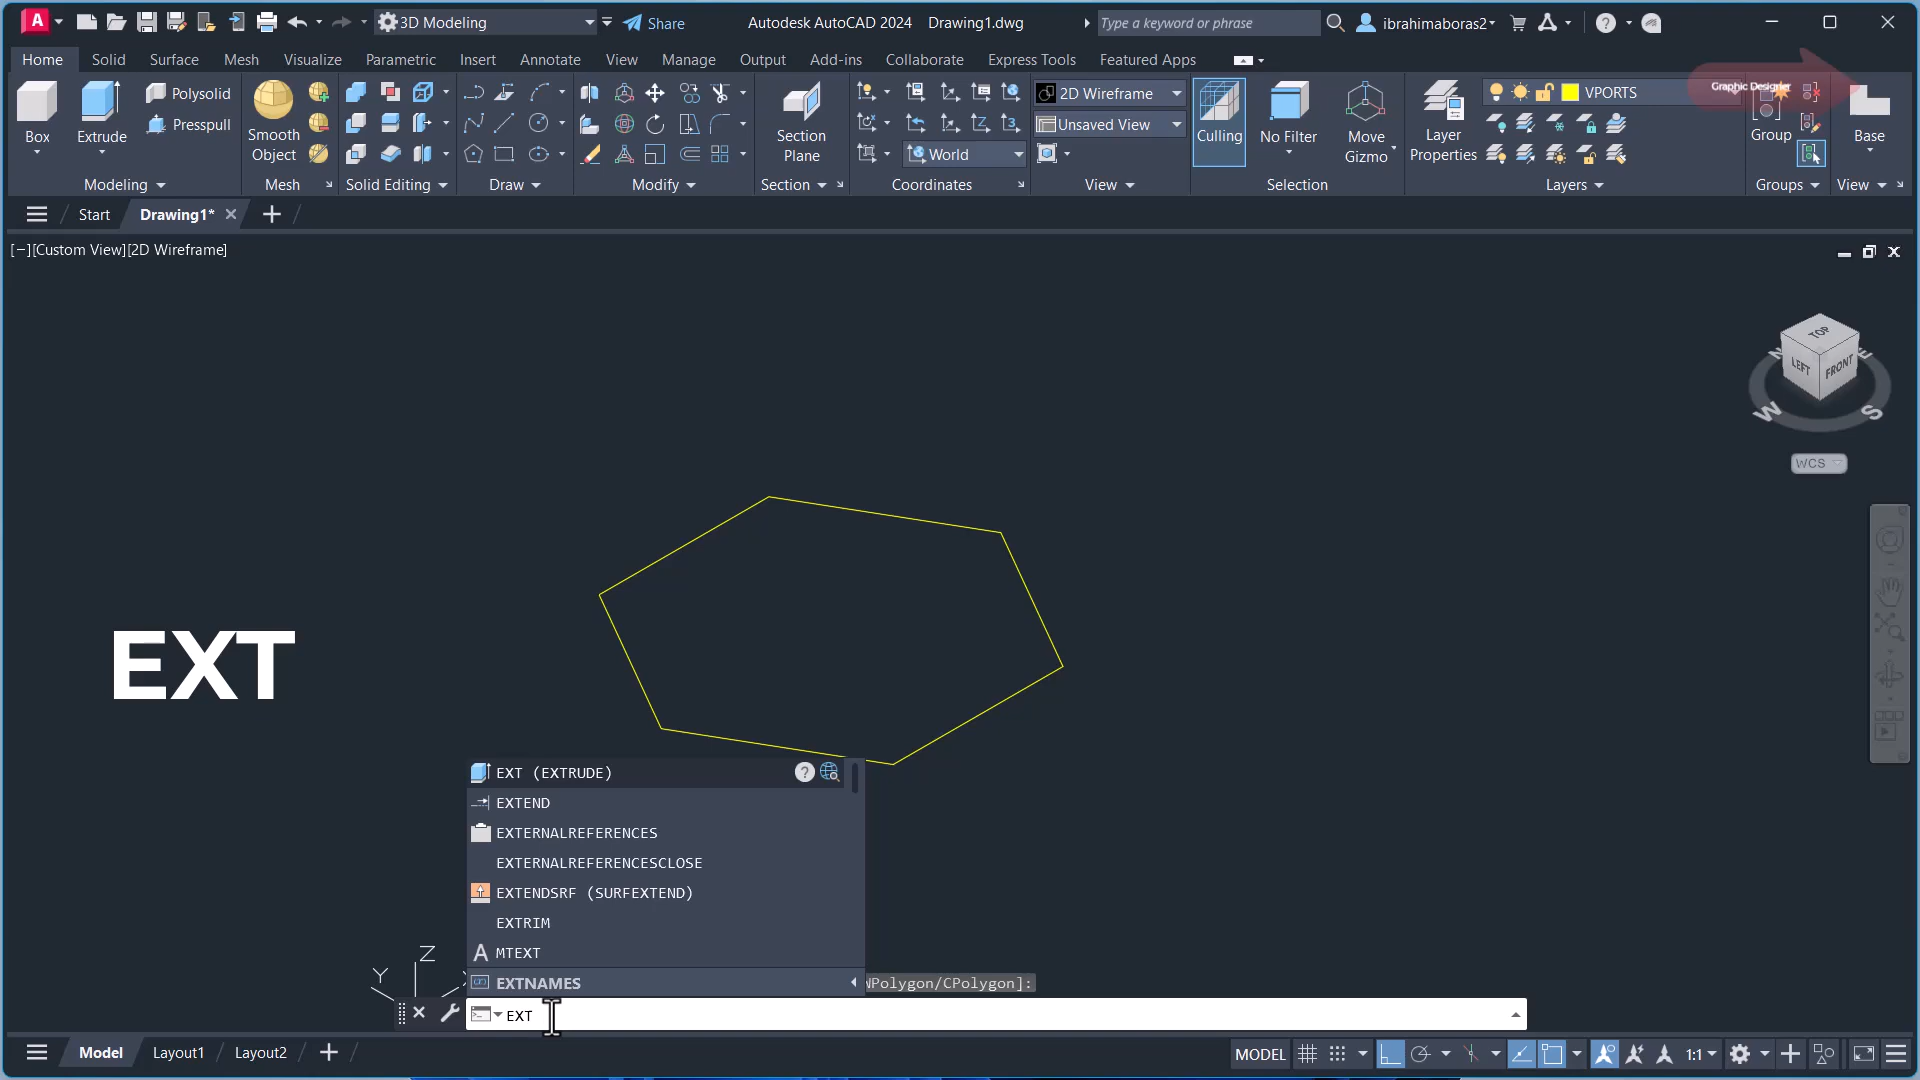 A 3D Modeling Share Autodesk AutoCAD 2024 Drawing1.dwg Type a keyword or phrase ibrahimaboras2 ?
Home Solid Surface Mesh Visualize Parametric Insert Annotate View Manage Output Add-ins Collaborate Express Tools Featured Apps
Graphic Designer
Box
Extrude
Polysolid
Presspull
Smooth
Object
Section
Plane
World
2D Wireframe
Unsaved View
Culling
No Filter
Move
Gizmo
Layer
Properties
VPORTS
Group
Base
Modeling Mesh Solid Editing Draw Modify Section Coordinates View Selection Layers Groups View
Start Drawing1*
[−][Custom View][2D Wireframe]
TOP
LEFT FRONT
N E
W S
WCS
EXT
EXT (EXTRUDE) ?
EXTEND
EXTERNALREFERENCES
EXTERNALREFERENCESCLOSE
EXTENDSRF (SURFEXTEND)
EXTRIM
A MTEXT
EXTNAMES
Z
Y
/CPolygon]:
EXT
Model Layout1 Layout2 MODEL 1:1